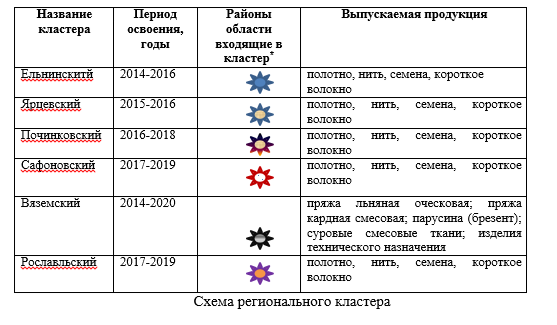 Название кластера
Период освоения, годы
Районы области входящие в кластер*
Выпускаемая продукция
Ельнинскитй
2014-2016
полотно, нить, семена, короткое
волокно
Ярцевский
2015-2016
полотно, нить, семена, короткое
волокно
Починковский
2016-2018
полотно, нить, семена, короткое
волокно
Сафоновский
2017-2019
полотно, нить, семена, короткое
волокно
Вяземский
2014-2020
пряжа льняная оческовая; пряжа
кардная смесовая; парусина (брезент);
суровые смесовые ткани; изделия
технического назначения
Рославльский
2017-2019
полотно, нить, семена, короткое
волокно
Схема регионального кластера